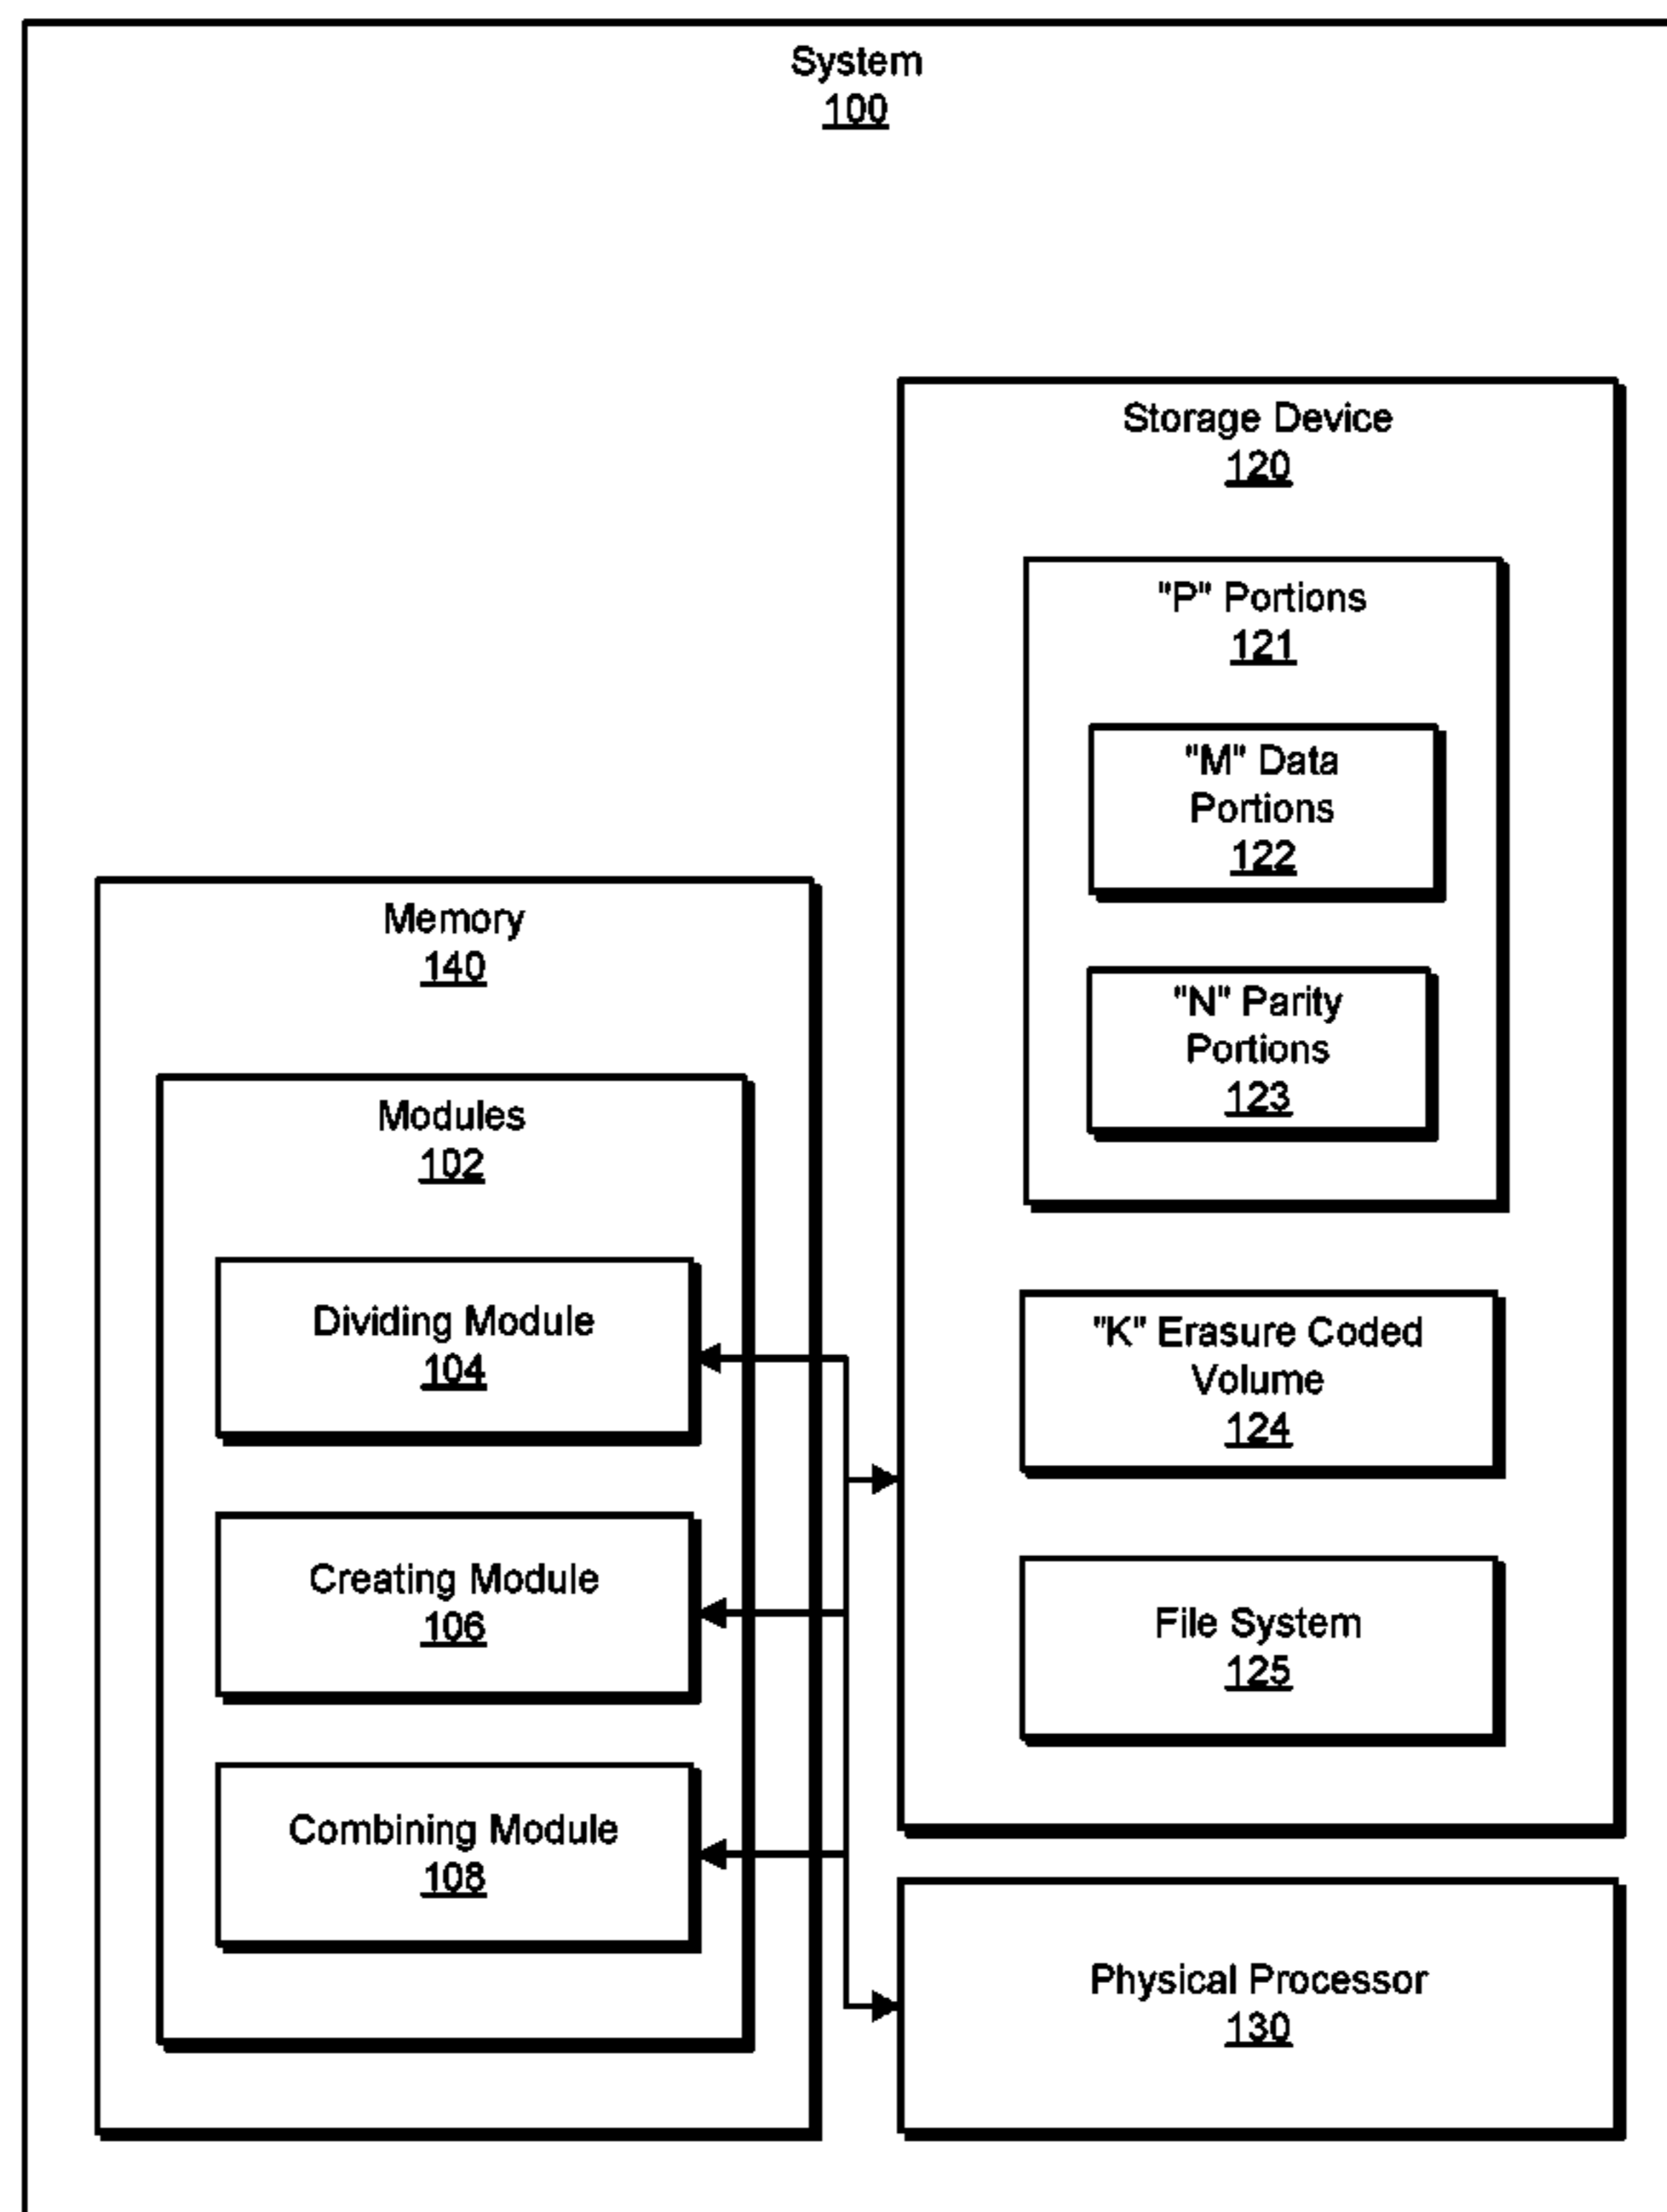 System
100
Storage Device
120
"P" Portions
121
"M" Data
Portions
122
"N" Parity
Portions
123
"K" Erasure Coded
Volume
124
File System
125
Memory
140
Modules
102
Dividing Module
104
Creating Module
106
Combining Module
108
Physical Processor
130